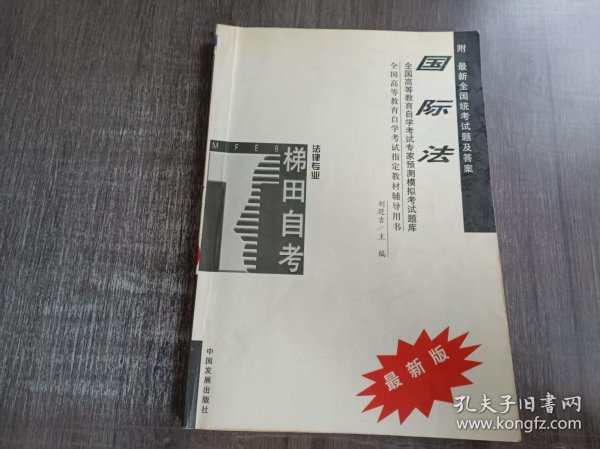 附 最新全国统考试题及答案
国际法
全国高等教育自学考试专家预测模拟考试题库
全国高等教育自学考试指定教材辅导用书
刘廷吉/主 编
法律专业
MFEB
梯田自考
最新版
中国发展出版社
孔夫子旧书网
www.kongfz.com